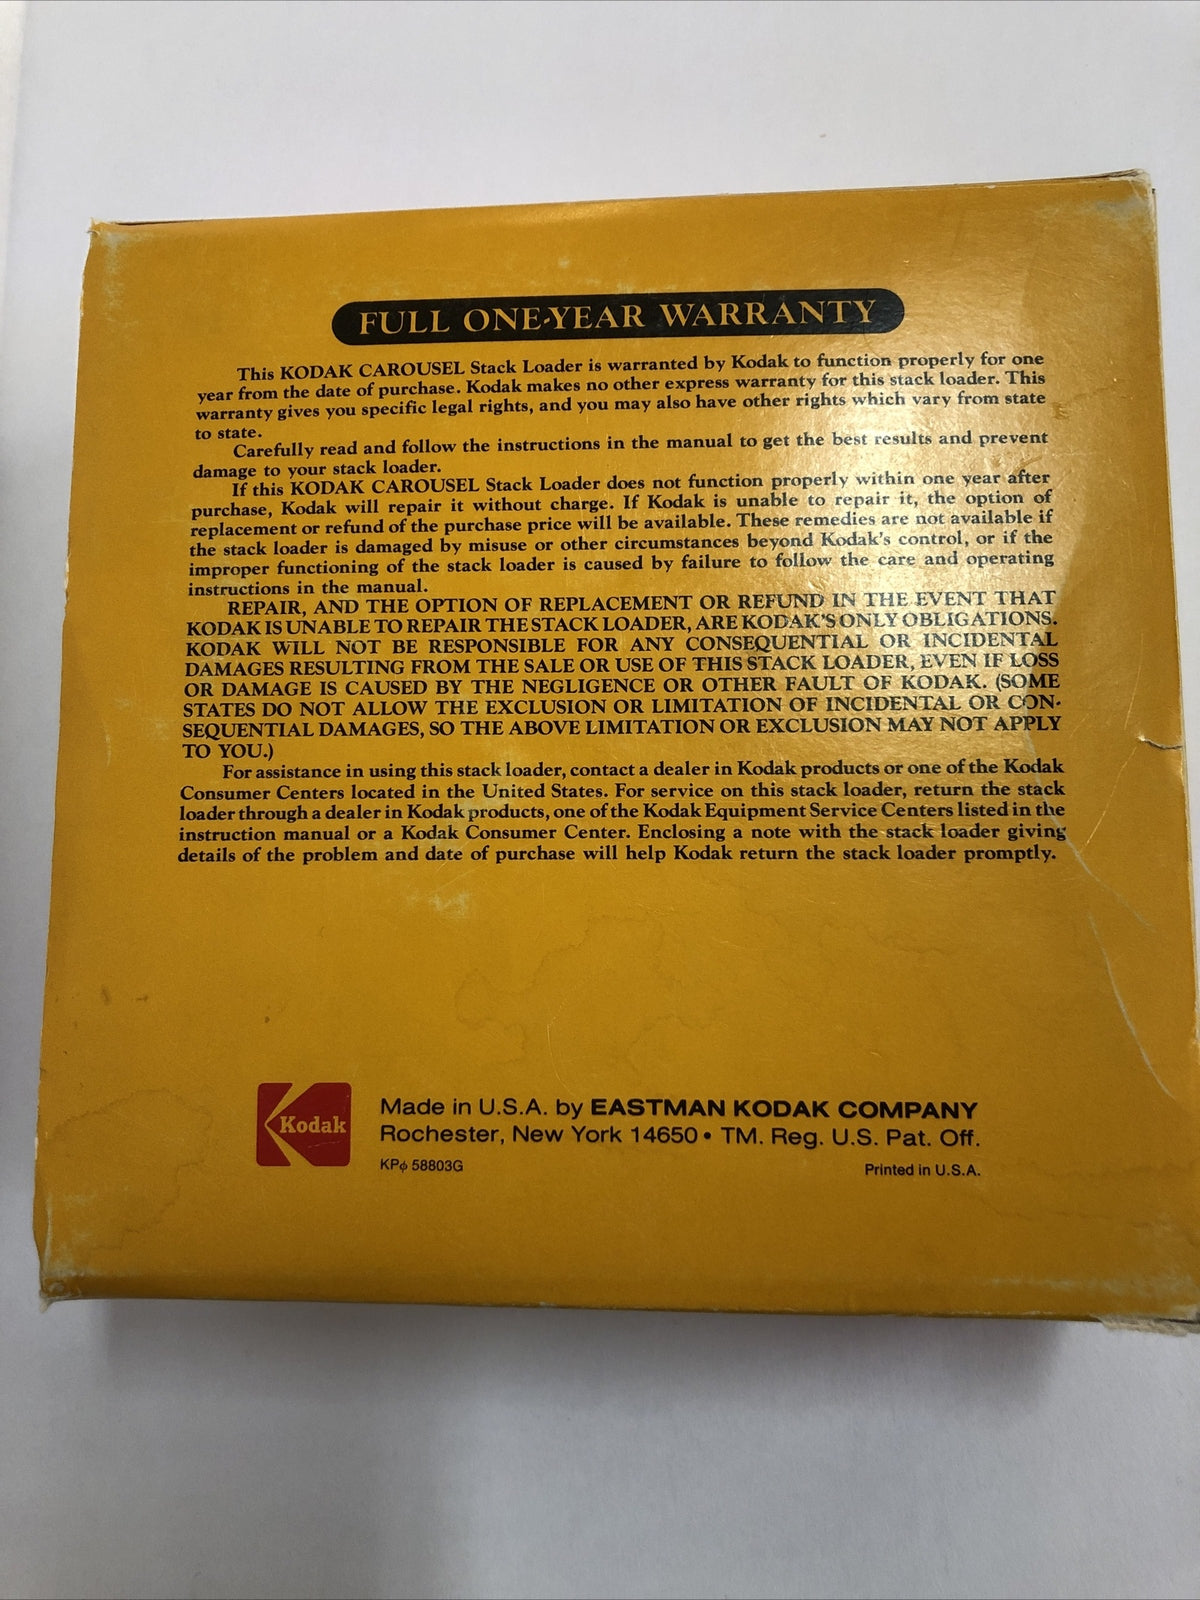 FULL ONE-YEAR WARRANTY
This KODAK CAROUSEL Stack Loader is warranted by Kodak to function properly for one
year from the date of purchase. Kodak makes no other express warranty for this stack loader. This
warranty gives you specific legal rights, and you may also have other rights which vary from state
to state.
Carefully read and follow the instructions in the manual to get the best results and prevent
damage to your stack loader.
If this KODAK CAROUSEL Stack Loader does not function properly within one year after
purchase, Kodak will repair it without charge. If Kodak is unable to repair it, the option of
replacement or refund of the purchase price will be available. These remedies are not available if
the stack loader is damaged by misuse or other circumstances beyond Kodak's control, or if the
improper functioning of the stack loader is caused by failure to follow the care and operating
instructions in the manual.
REPAIR, AND THE OPTION OF REPLACEMENT OR REFUND IN THE EVENT THAT
KODAK IS UNABLE TO REPAIR THE STACK LOADER, ARE KODAK'S ONLY OBLIGATIONS.
KODAK WILL NOT BE RESPONSIBLE FOR ANY CONSEQUENTIAL OR INCIDENTAL
DAMAGES RESULTING FROM THE SALE OR USE OF THIS STACK LOADER, EVEN IF LOSS
OR DAMAGE IS CAUSED BY THE NEGLIGENCE OR OTHER FAULT OF KODAK. (SOME
STATES DO NOT ALLOW THE EXCLUSION OR LIMITATION OF INCIDENTAL OR CON-
SEQUENTIAL DAMAGES, SO THE ABOVE LIMITATION OR EXCLUSION MAY NOT APPLY
TO YOU.)
For assistance in using this stack loader, contact a dealer in Kodak products or one of the Kodak
Consumer Centers located in the United States. For service on this stack loader, return the stack
loader through a dealer in Kodak products, one of the Kodak Equipment Service Centers listed in the
instruction manual or a Kodak Consumer Center. Enclosing a note with the stack loader giving
details of the problem and date of purchase will help Kodak return the stack loader promptly.
Kodak
Made in U.S.A. by EASTMAN KODAK COMPANY
Rochester, New York 14650 • TM. Reg. U.S. Pat. Off.
KPϕ 58803G
Printed in U.S.A.